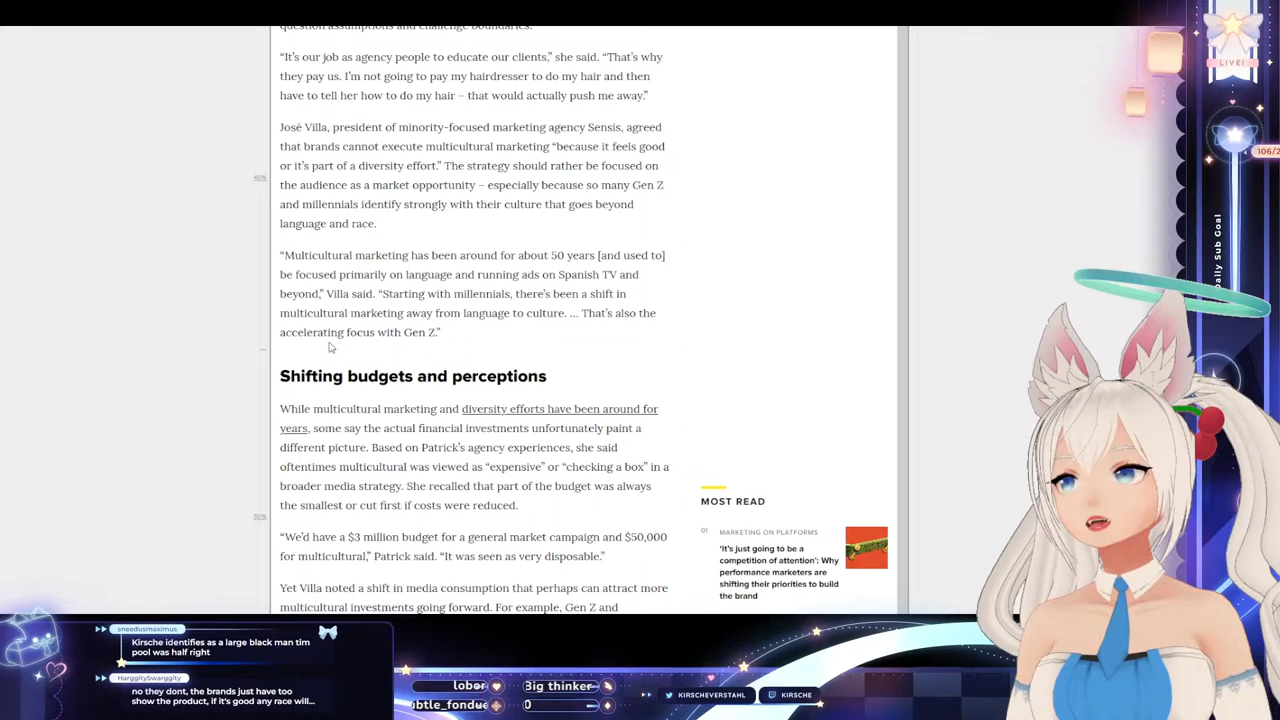 question assumptions and challenge boundaries.
“It’s our job as agency people to educate our clients,” she said. “That’s why
they pay us. I’m not going to pay my hairdresser to do my hair and then
have to tell her how to do my hair – that would actually push me away.”
José Villa, president of minority-focused marketing agency Sensis, agreed
that brands cannot execute multicultural marketing “because it feels good
or it’s part of a diversity effort.” The strategy should rather be focused on
the audience as a market opportunity – especially because so many Gen Z
and millennials identify strongly with their culture that goes beyond
language and race.
“Multicultural marketing has been around for about 50 years [and used to]
be focused primarily on language and running ads on Spanish TV and
beyond,” Villa said. “Starting with millennials, there’s been a shift in
multicultural marketing away from language to culture. … That’s also the
accelerating focus with Gen Z.”
Shifting budgets and perceptions
While multicultural marketing and diversity efforts have been around for
years, some say the actual financial investments unfortunately paint a
different picture. Based on Patrick’s agency experiences, she said
oftentimes multicultural was viewed as “expensive” or “checking a box” in a
broader media strategy. She recalled that part of the budget was always
the smallest or cut first if costs were reduced.
“We’d have a $3 million budget for a general market campaign and $50,000
for multicultural,” Patrick said. “It was seen as very disposable.”
Yet Villa noted a shift in media consumption that perhaps can attract more
multicultural investments going forward. For example, Gen Z and
MOST READ
01 MARKETING ON PLATFORMS
‘It’s just going to be a
competition of attention’: Why
performance marketers are
shifting their priorities to build
the brand
LIVE!
106/2
Daily Sub Goal
sneedusmaximus
Kirsche identifies as a large black man tim
pool was half right
HarggitySwarggity
no they dont, the brands just have too
show the product, if it's good any race will...
lobor
Big thinker
ubtle_fondue
0
KIRSCHEVERSTAHL
KIRSCHE